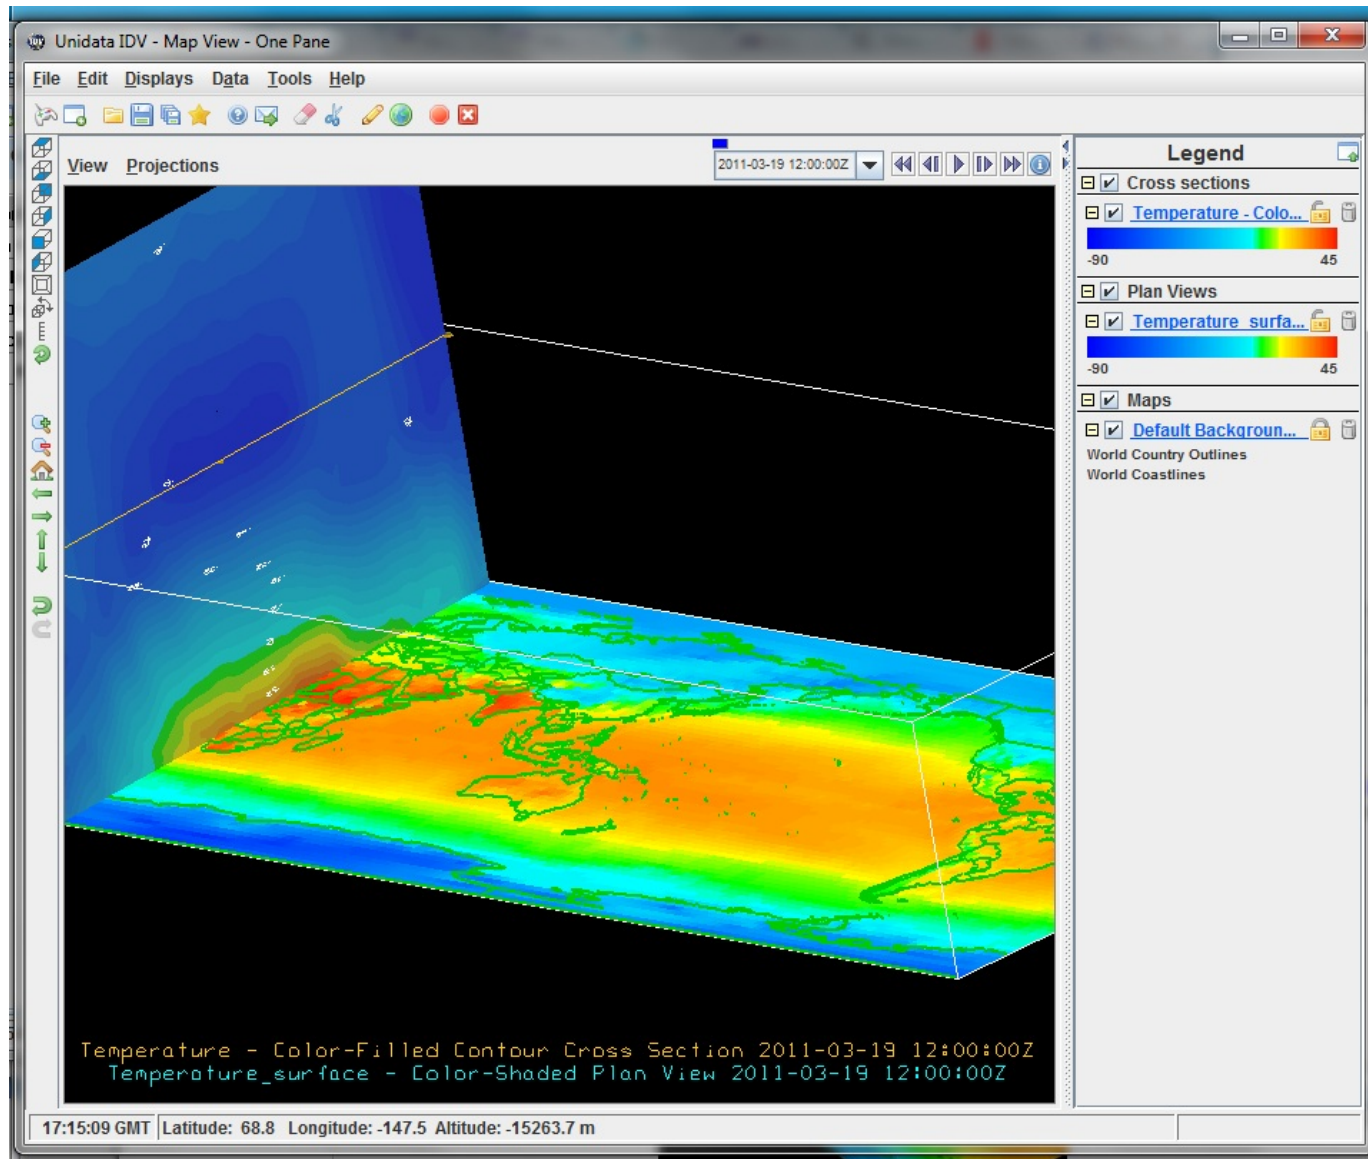 Unidata IDV - Map View - One Pane
File Edit Displays Data Tools Help
View Projections
2011-03-19 12:00:00Z
Legend
Cross sections
Temperature - Colo...
-90 45
Plan Views
Temperature_surfa...
-90 45
Maps
Default Backgroun...
World Country Outlines
World Coastlines
Temperature - Color-Filled Contour Cross Section 2011-03-19 12:00:00Z
Temperature_surface - Color-Shaded Plan View 2011-03-19 12:00:00Z
17:15:09 GMT Latitude: 68.8 Longitude: -147.5 Altitude: -15263.7 m